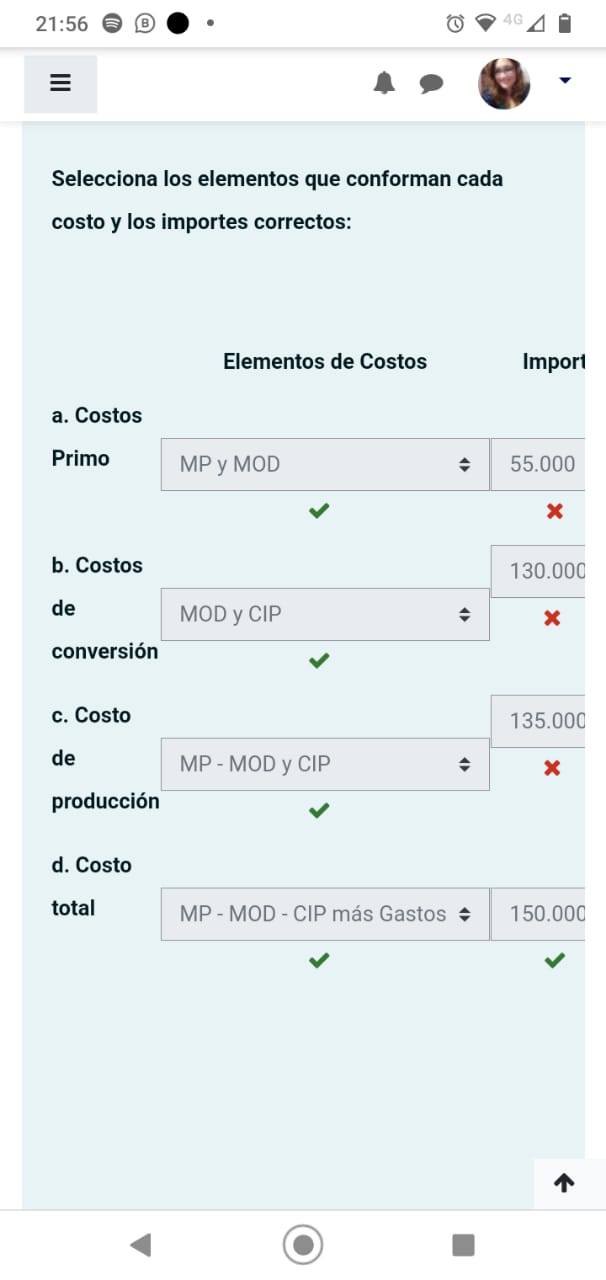 21:56
4G
Selecciona los elementos que conforman cada
costo y los importes correctos:
Elementos de Costos Import
a. Costos
Primo MP y MOD 55.000
b. Costos
130.000
de MOD y CIP
conversión
c. Costo
135.000
de MP - MOD y CIP
producción
d. Costo
total MP - MOD - CIP más Gastos 150.000